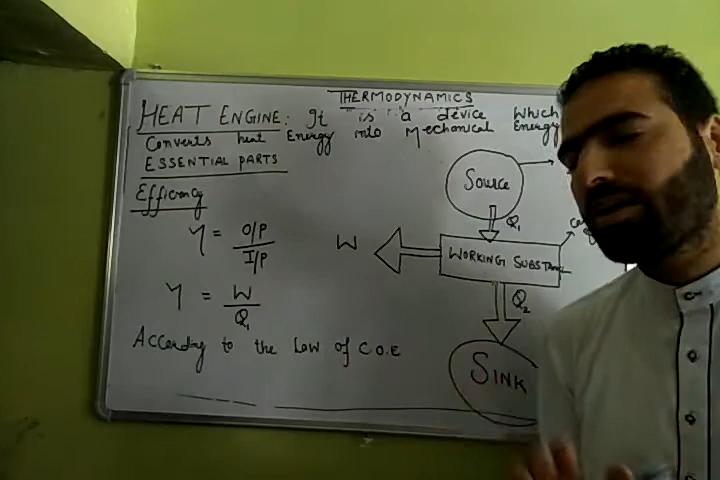 THERMODYNAMICS
HEAT ENGINE: It is a device Which
Converts heat Energy into Mechanical Energy
ESSENTIAL PARTS
Efficiency
η = O/P
I/P
η = W
Q1
According to the Law of C.O.E
Source
Q1
W
WORKING SUBSTANCE
Q2
SINK